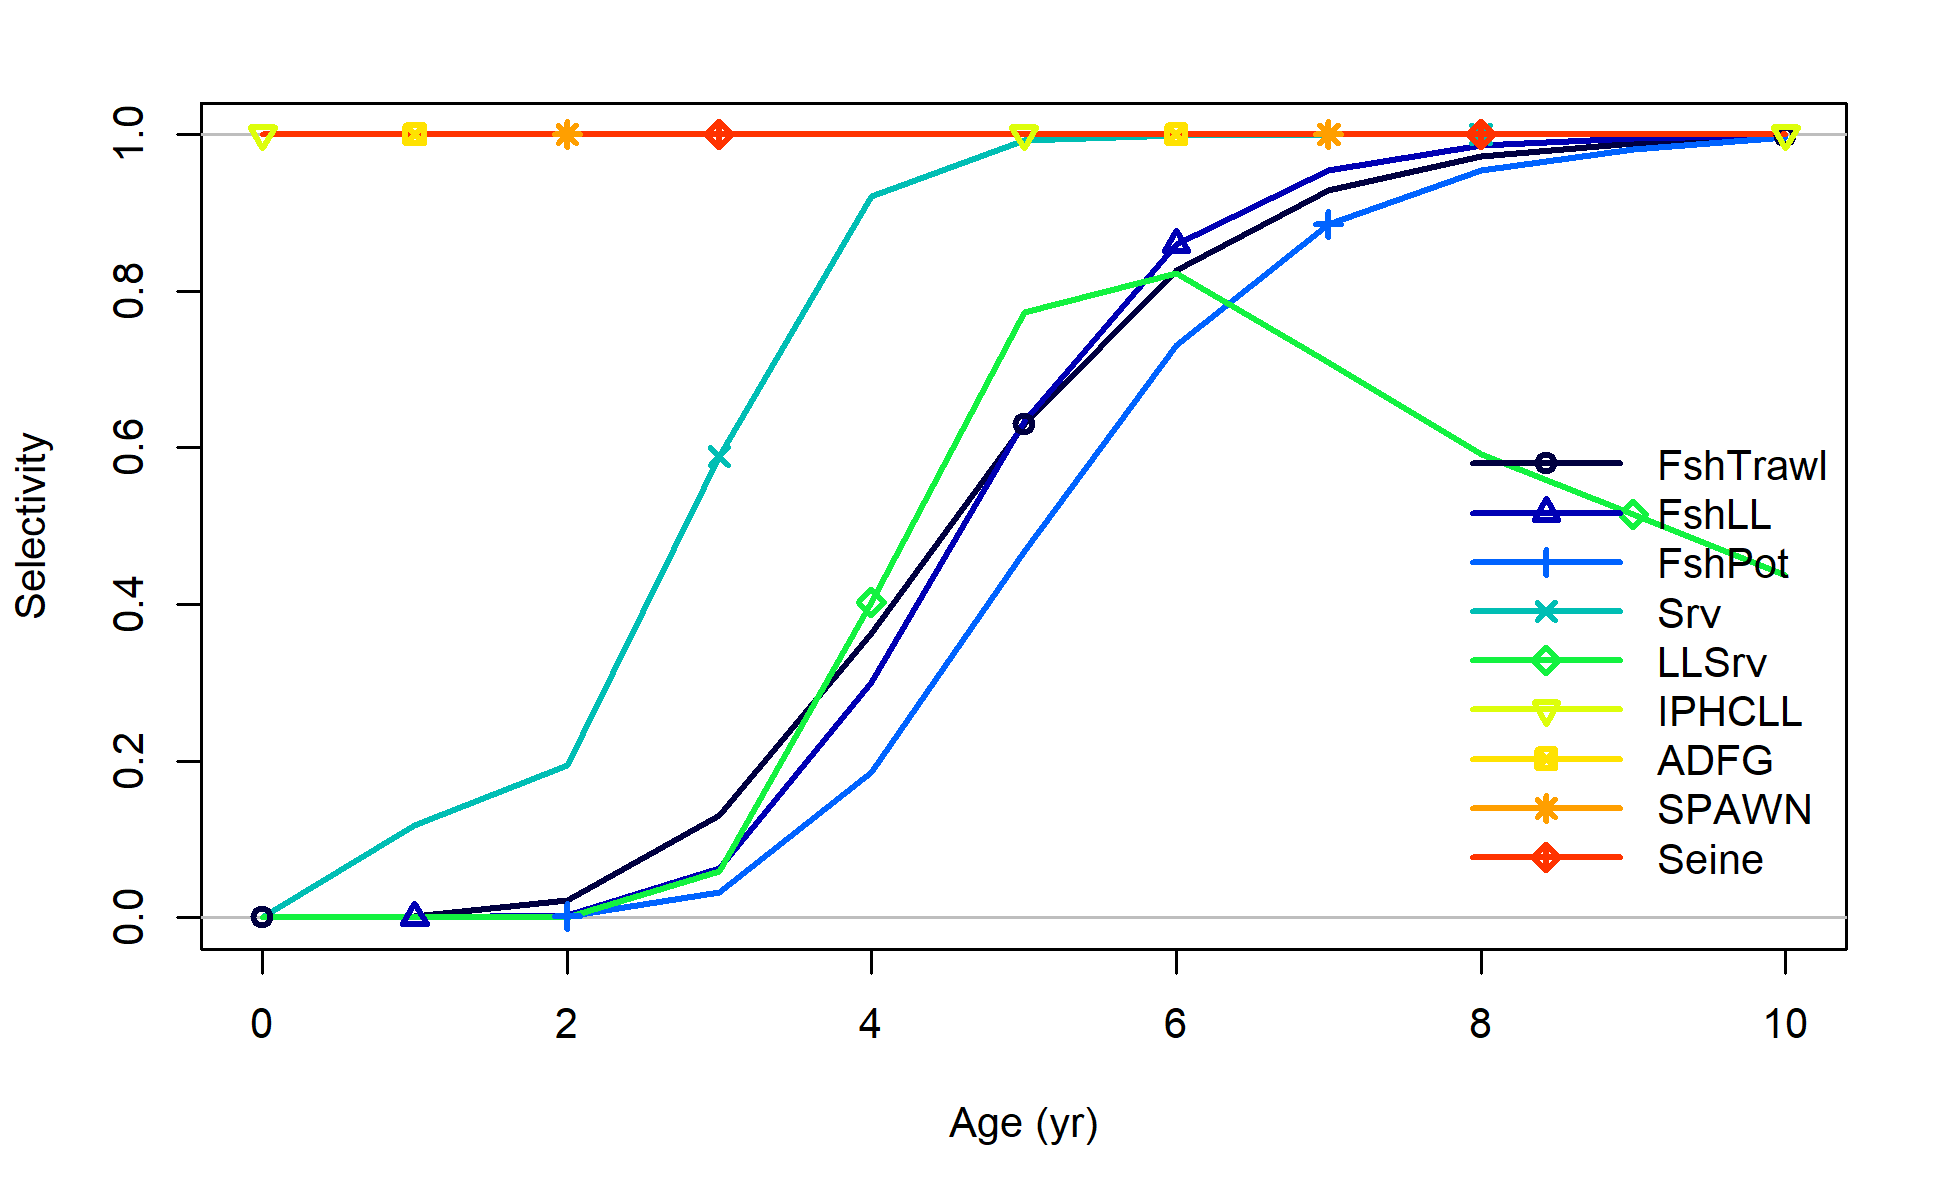 1.0
0.8
0.6
0.4
0.2
0.0
Selectivity
0 2 4 6 8 10
Age (yr)
FshTrawl
FshLL
FshPot
Srv
LLSrv
IPHCLL
ADFG
SPAWN
Seine